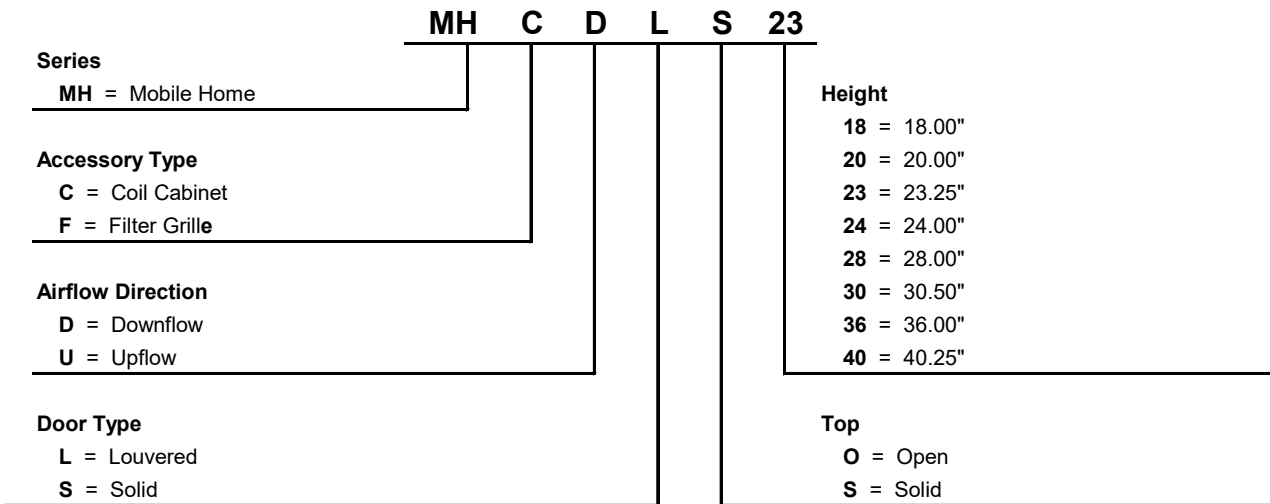 MH C D L S 23
Series
MH = Mobile Home
Accessory Type
C = Coil Cabinet
F = Filter Grille
Airflow Direction
D = Downflow
U = Upflow
Door Type
L = Louvered
S = Solid
Height
18 = 18.00"
20 = 20.00"
23 = 23.25"
24 = 24.00"
28 = 28.00"
30 = 30.50"
36 = 36.00"
40 = 40.25"
Top
O = Open
S = Solid